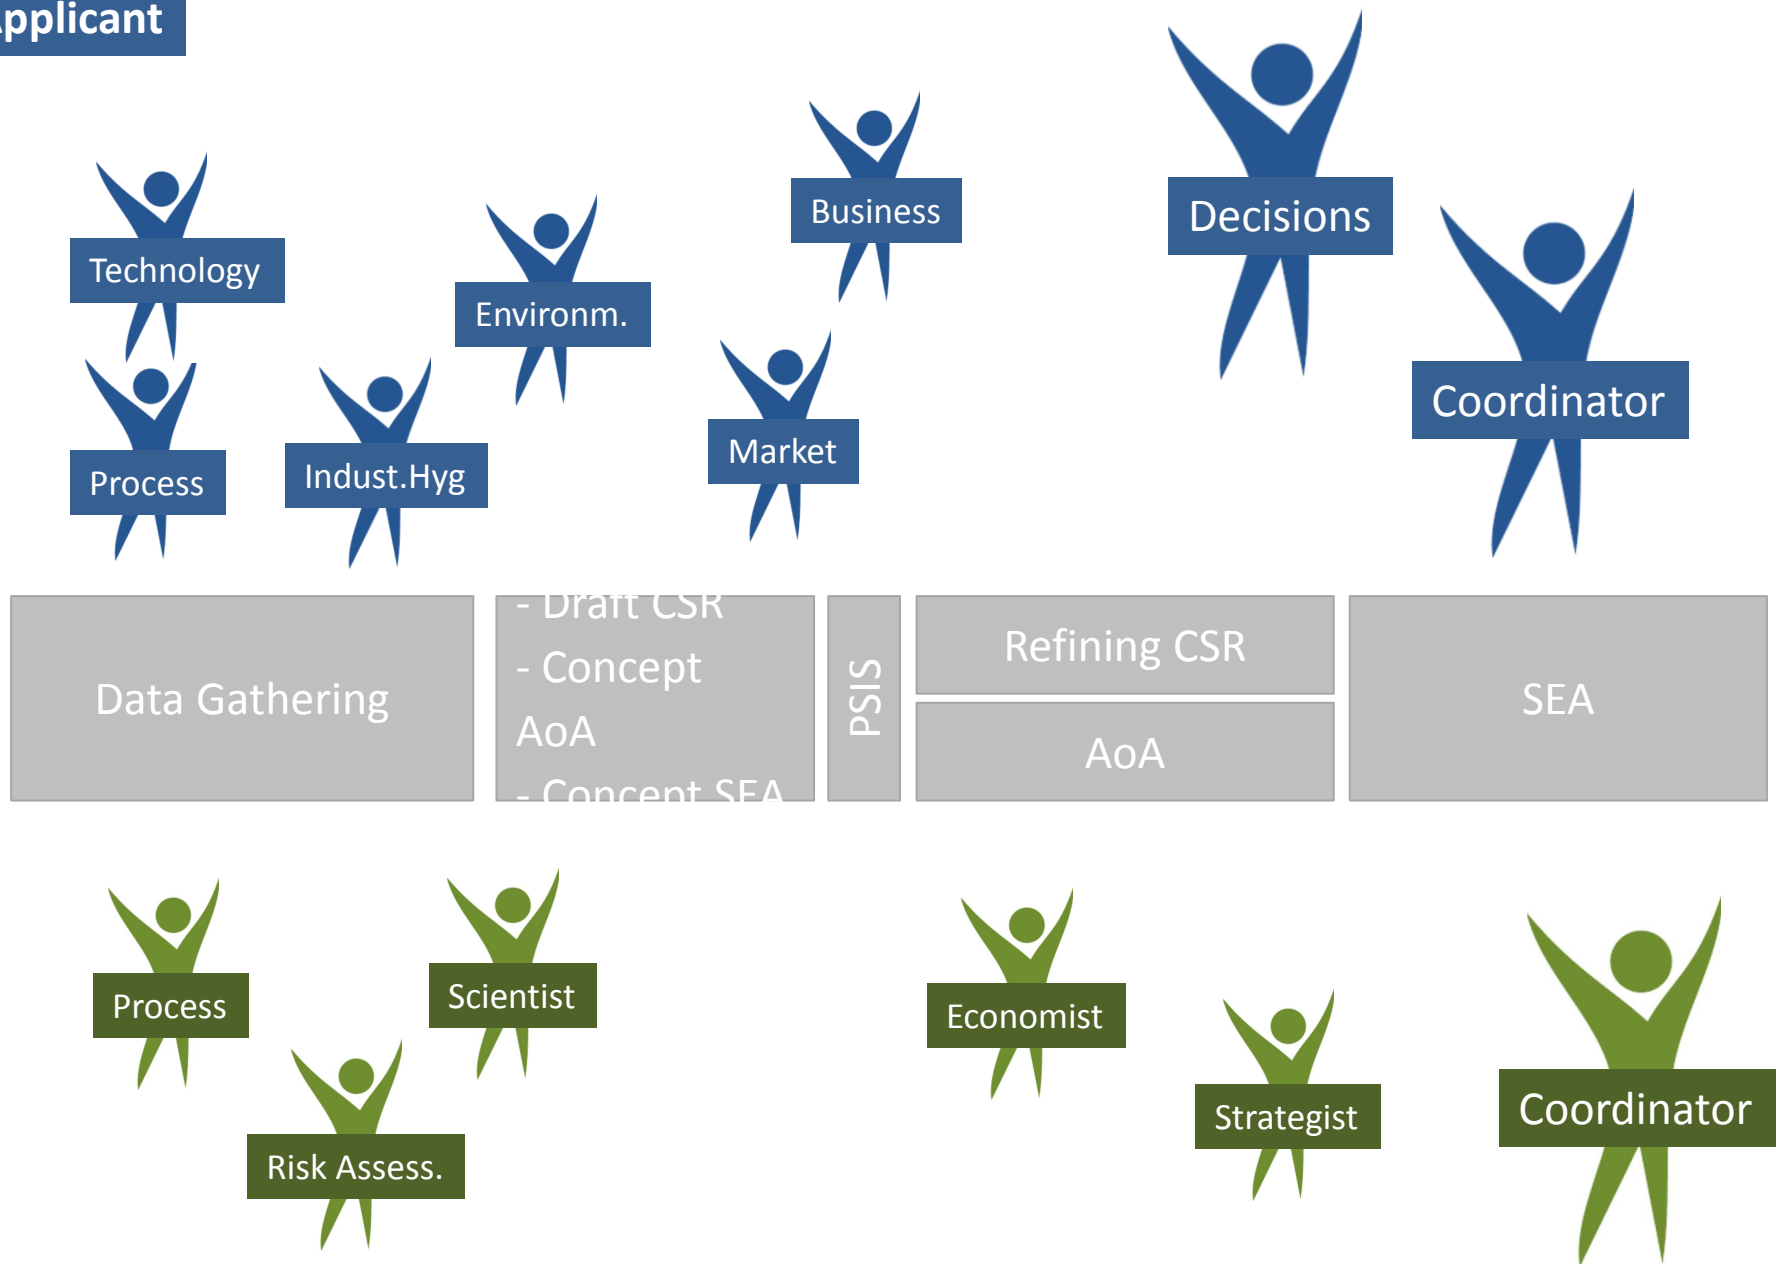 Applicant
Business
Decisions
Technology
Environm.
Coordinator
Market
Process
Indust.Hyg
Data Gathering
- Draft CSR
- Concept
AoA
- Concept SEA
PSIS
Refining CSR
AoA
SEA
Process
Scientist
Economist
Strategist
Coordinator
Risk Assess.